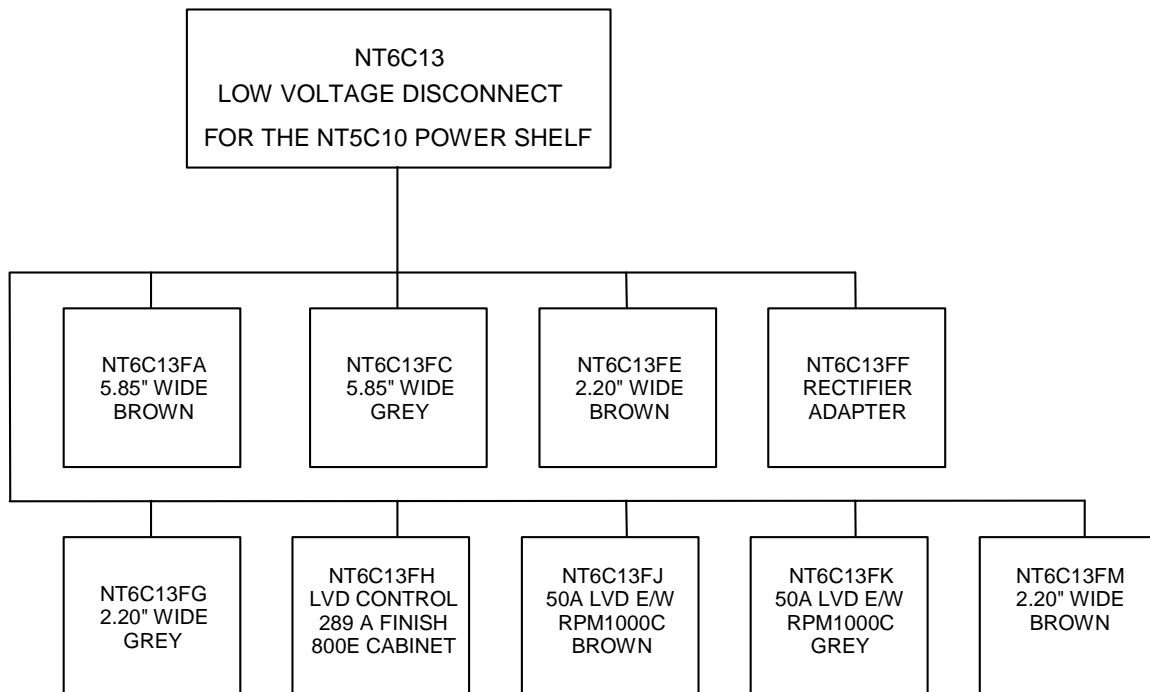 NT6C13
LOW VOLTAGE DISCONNECT
FOR THE NT5C10 POWER SHELF
NT6C13FA
5.85" WIDE
BROWN
NT6C13FC
5.85" WIDE
GREY
NT6C13FE
2.20" WIDE
BROWN
NT6C13FF
RECTIFIER
ADAPTER
NT6C13FG
2.20" WIDE
GREY
NT6C13FH
LVD CONTROL
289 A FINISH
800E CABINET
NT6C13FJ
50A LVD E/W
RPM1000C
BROWN
NT6C13FK
50A LVD E/W
RPM1000C
GREY
NT6C13FM
2.20" WIDE
BROWN